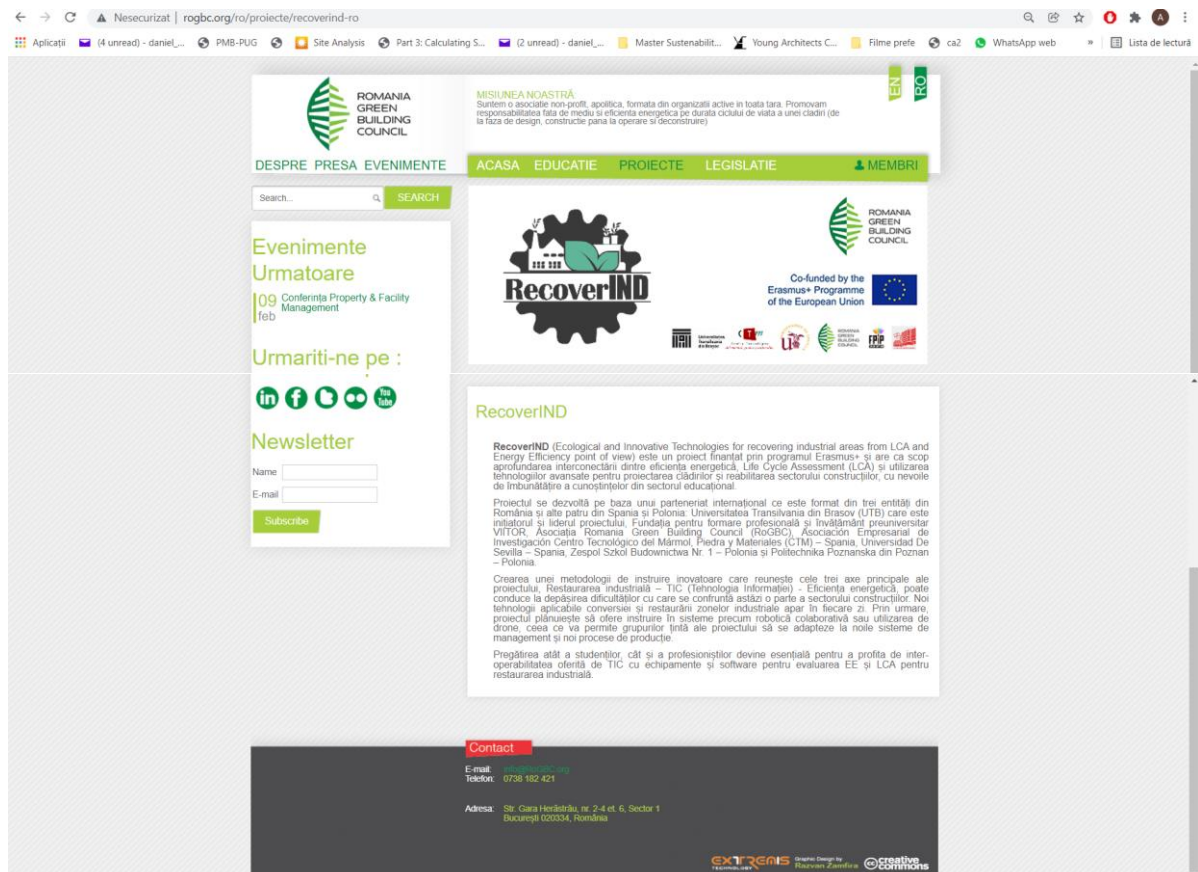 Nesecurizat | rogbc.org/ro/proiecte/recoverind-ro
Aplicații (4 unread) - daniel_... PMB-PUG Site Analysis Part 3: Calculating S... (2 unread) - daniel_... Master Sustenabilit... Young Architects C... Filme prefe ca2 WhatsApp web » Lista de lectură
ROMANIA
GREEN
BUILDING
COUNCIL
MISIUNEA NOASTRĂ:
Suntem o asociatie non-profit, apolitica, formata din organizatii active in toata tara. Promovam
responsabilitatea fata de mediu si eficienta energetica pe durata ciclului de viata a unei cladiri (de
la faza de design, constructie pana la operare si deconstruire)
EN RO
DESPRE PRESA EVENIMENTE
ACASA EDUCATIE PROIECTE LEGISLATIE MEMBRI
Search... SEARCH
Evenimente
Urmatoare
09 feb
Conferința Property & Facility
Management
Urmariti-ne pe :
in f You Tube
Newsletter
Name
E-mail
Subscribe
RecoverIND
ROMANIA
GREEN
BUILDING
COUNCIL
Co-funded by the
Erasmus+ Programme
of the European Union
RecoverIND
RecoverIND (Ecological and Innovative Technologies for recovering industrial areas from LCA and
Energy Efficiency point of view) este un proiect finanțat prin programul Erasmus+ și are ca scop
aprofundarea interconectării dintre eficiența energetică, Life Cycle Assessment (LCA) și utilizarea
tehnologiilor avansate pentru proiectarea clădirilor și reabilitarea sectorului construcțiilor, cu nevoile
de îmbunătățire a cunoștințelor din sectorul educațional.
Proiectul se dezvoltă pe baza unui parteneriat internațional ce este format din trei entități din
România și alte patru din Spania și Polonia: Universitatea Transilvania din Brasov (UTB) care este
inițiatorul și liderul proiectului, Fundația pentru formare profesională și învățământ preuniversitar
VIITOR, Asociația Romania Green Building Council (RoGBC), Asociación Empresarial de
Investigación Centro Tecnológico del Mármol, Piedra y Materiales (CTM) – Spania, Universidad De
Sevilla – Spania, Zespol Szkol Budownictwa Nr. 1 – Polonia și Politechnika Poznanska din Poznan
– Polonia.
Crearea unei metodologii de instruire inovatoare care reunește cele trei axe principale ale
proiectului, Restaurarea industrială – TIC (Tehnologia Informației) - Eficiența energetică, poate
conduce la depășirea dificultăților cu care se confruntă astăzi o parte a sectorului construcțiilor. Noi
tehnologii aplicabile conversiei și restaurării zonelor industriale apar în fiecare zi. Prin urmare,
proiectul plănuiește să ofere instruire în sisteme precum robotică colaborativă sau utilizarea de
drone, ceea ce va permite grupurilor țintă ale proiectului să se adapteze la noile sisteme de
management și noi procese de producție.
Pregătirea atât a studenților, cât și a profesioniștilor devine esențială pentru a profita de inter-
operabilitatea oferită de TIC cu echipamente și software pentru evaluarea EE și LCA pentru
restaurarea industrială.
Contact
E-mail: info@RoGBC.org
Telefon: 0738 182 421
Adresa: Str. Gara Herăstrău, nr. 2-4 et. 6, Sector 1
București 020334, România
EXTREMIS TECHNOLOGY Graphic Design by Razvan Zamfira cc creative commons